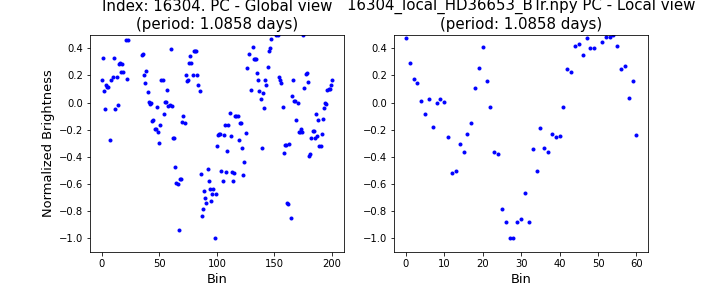 Index: 16304. PC - Global view
(period: 1.0858 days)
16304_local_HD36653_BTr.npy PC - Local view
(period: 1.0858 days)
Normalized Brightness
0.4
0.2
0.0
−0.2
−0.4
−0.6
−0.8
−1.0
0 50 100 150 200
Bin
0.4
0.2
0.0
−0.2
−0.4
−0.6
−0.8
−1.0
0 10 20 30 40 50 60
Bin